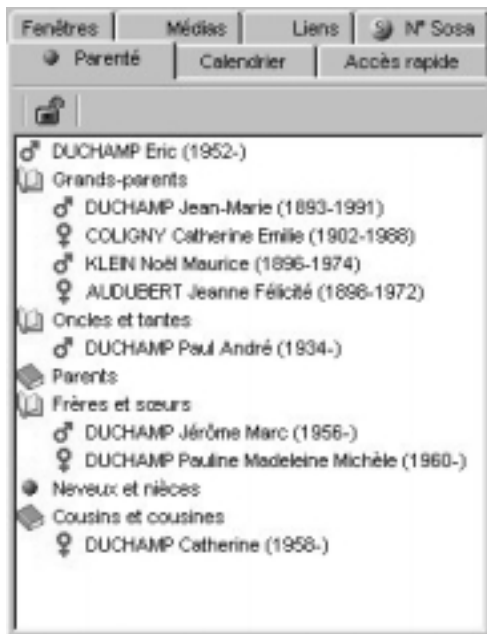 Fenêtres Médias Liens N° Sosa
Parenté Calendrier Accès rapide
DUCHAMP Eric (1952-)
Grands-parents
DUCHAMP Jean-Marie (1893-1991)
COLIGNY Catherine Emilie (1902-1988)
KLEIN Noël Maurice (1896-1974)
AUDUBERT Jeanne Félicité (1898-1972)
Oncles et tantes
DUCHAMP Paul André (1934-)
Parents
Frères et sœurs
DUCHAMP Jérôme Marc (1956-)
DUCHAMP Pauline Madeleine Michèle (1960-)
Neveux et nièces
Cousins et cousines
DUCHAMP Catherine (1958-)